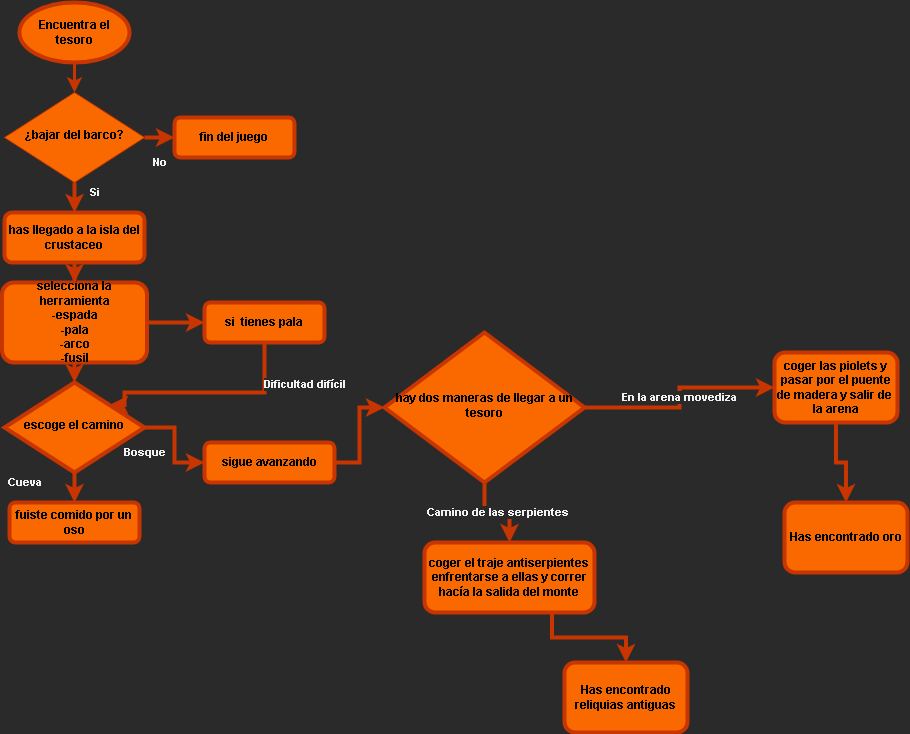 Encuentra el
tesoro
¿bajar del barco?
fin del juego
No
Si
has llegado a la isla del
crustaceo
selecciona la
herramienta
-espada
-pala
-arco
-fusil
si tienes pala
Dificultad difícil
escoge el camino
Bosque
sigue avanzando
Cueva
fuiste comido por un
oso
hay dos maneras de llegar a un
tesoro
En la arena movediza
coger las piolets y
pasar por el puente
de madera y salir de
la arena
Has encontrado oro
Camino de las serpientes
coger el traje antiserpientes
enfrentarse a ellas y correr
hacía la salida del monte
Has encontrado
reliquias antiguas